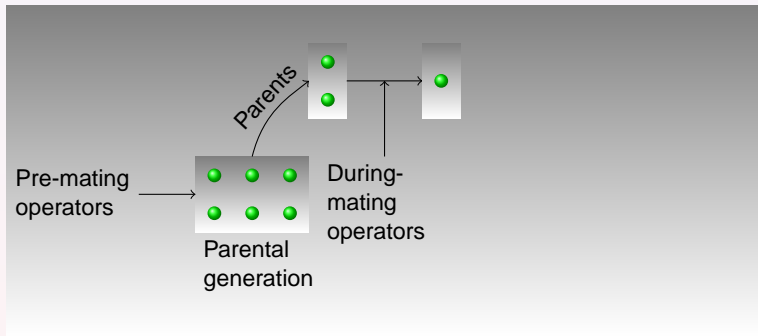 Parents
Pre-mating
operators
During-
mating
operators
Parental
generation